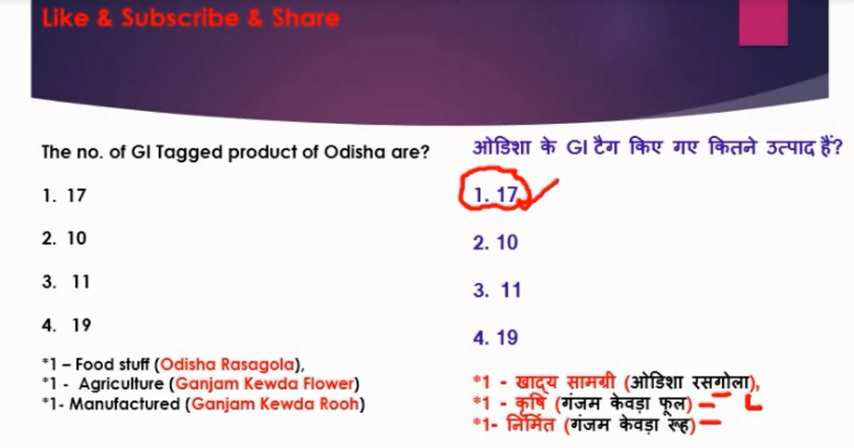 Like & Subscribe & Share
The no. of GI Tagged product of Odisha are?
1. 17
2. 10
3. 11
4. 19
*1 – Food stuff (Odisha Rasagola),
*1 - Agriculture (Ganjam Kewda Flower)
*1- Manufactured (Ganjam Kewda Rooh)
ओडिशा के GI टैग किए गए कितने उत्पाद हैं?
1. 17
2. 10
3. 11
4. 19
*1 - खाद्य सामग्री (ओडिशा रसगोला),
*1 - कृषि (गंजम केवड़ा फूल)
*1- निर्मित (गंजम केवड़ा रूह)